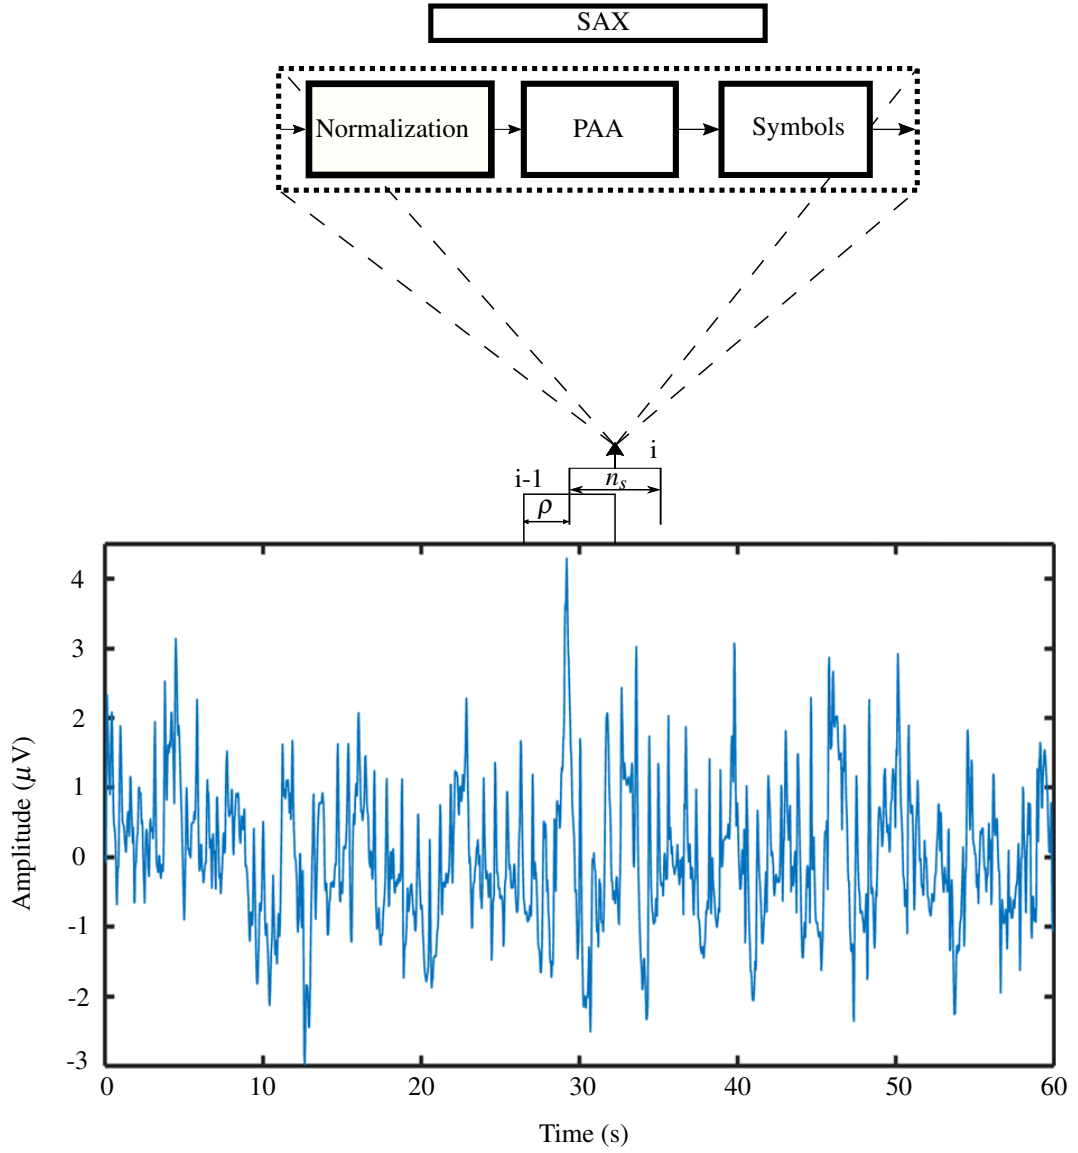 SAX
Normalization PAA Symbols
i
i-1 n_s
ρ
4
3
2
1
0
-1
-2
-3
Amplitude (μV)
0 10 20 30 40 50 60
Time (s)